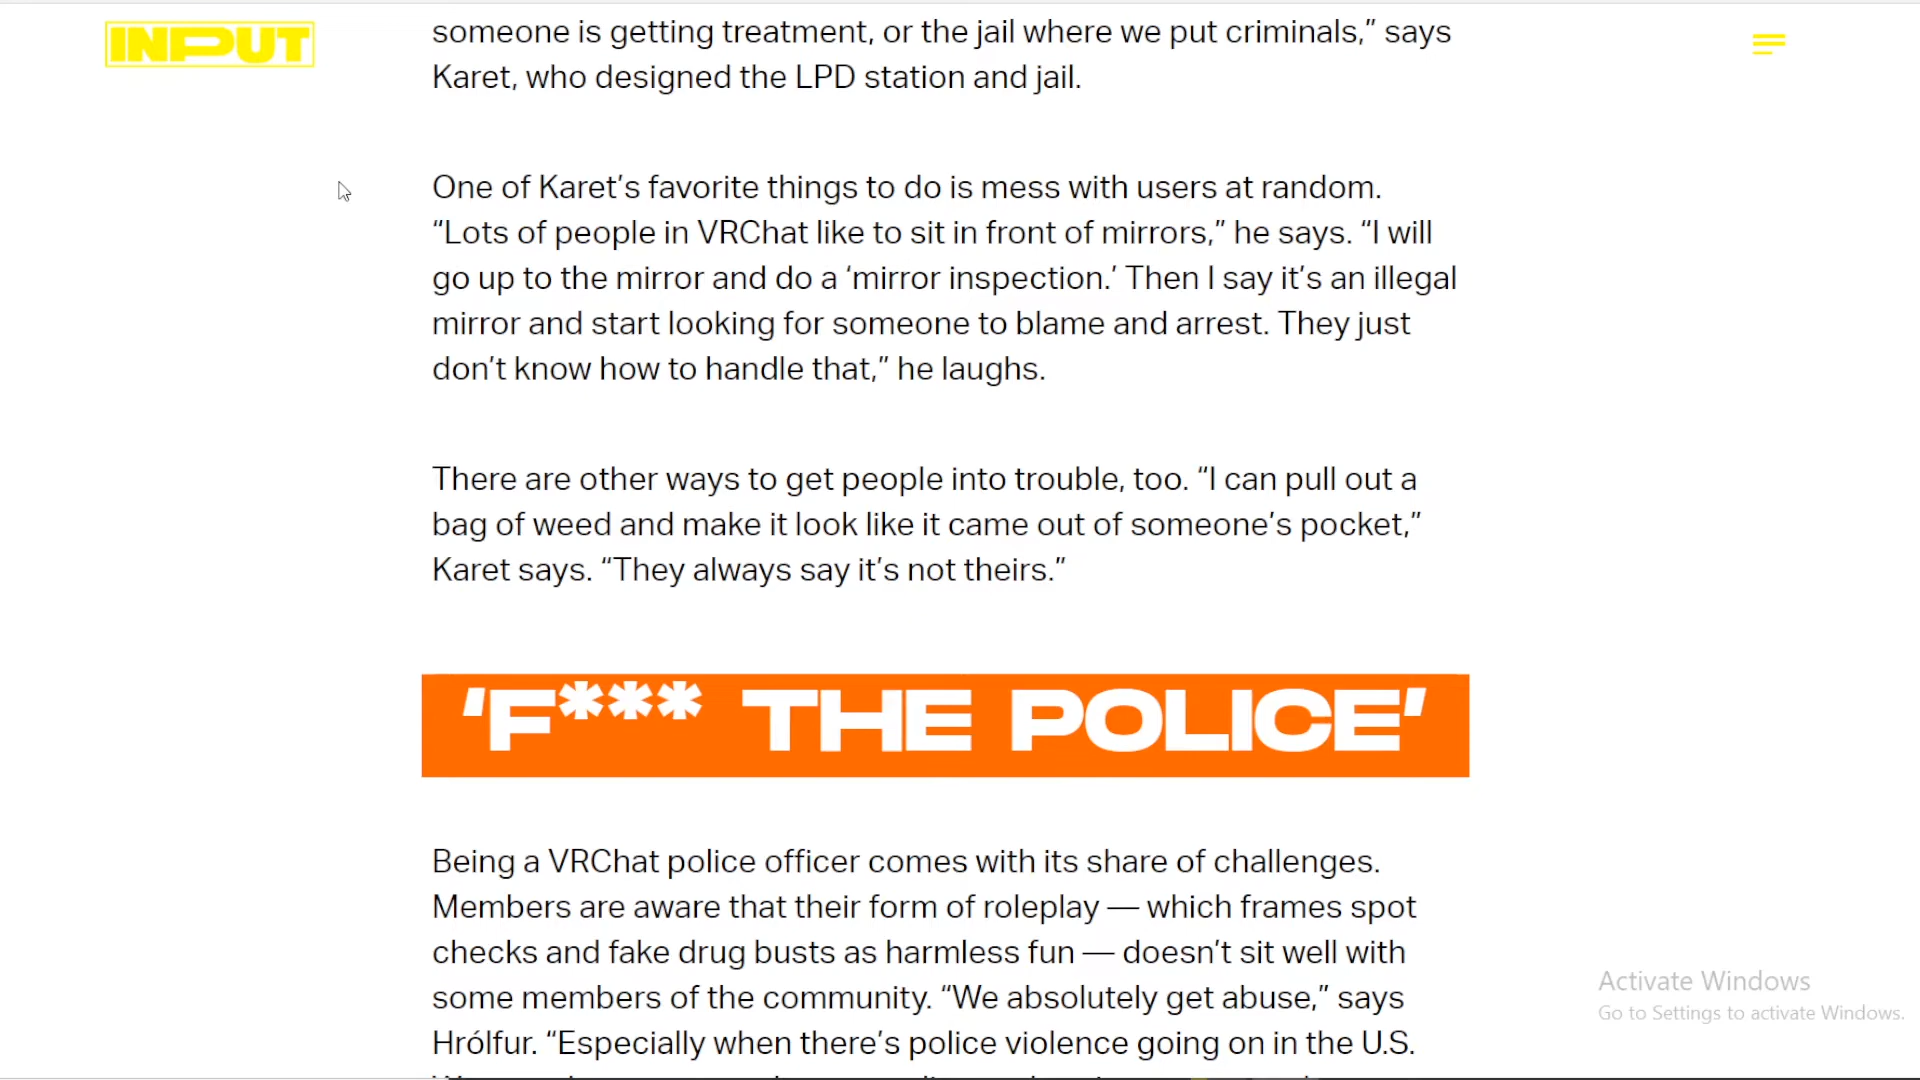 INPUT
someone is getting treatment, or the jail where we put criminals,” says
Karet, who designed the LPD station and jail.
One of Karet’s favorite things to do is mess with users at random.
“Lots of people in VRChat like to sit in front of mirrors,” he says. “I will
go up to the mirror and do a ‘mirror inspection.’ Then I say it’s an illegal
mirror and start looking for someone to blame and arrest. They just
don’t know how to handle that,” he laughs.
There are other ways to get people into trouble, too. “I can pull out a
bag of weed and make it look like it came out of someone’s pocket,”
Karet says. “They always say it’s not theirs.”
‘F*** THE POLICE’
Being a VRChat police officer comes with its share of challenges.
Members are aware that their form of roleplay — which frames spot
checks and fake drug busts as harmless fun — doesn’t sit well with
some members of the community. “We absolutely get abuse,” says
Hrólfur. “Especially when there’s police violence going on in the U.S.
Activate Windows
Go to Settings to activate Windows.